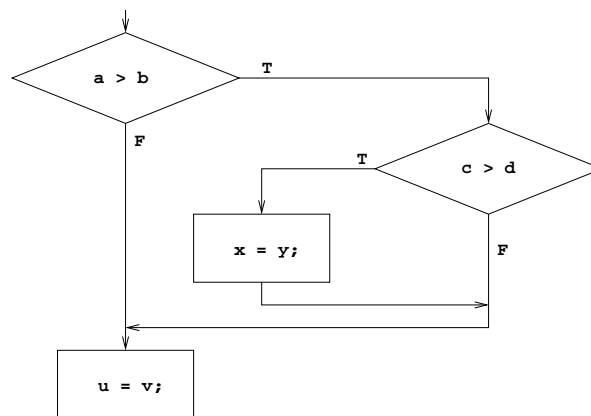 a > b
T
F
T
c > d
x = y;
F
u = v;